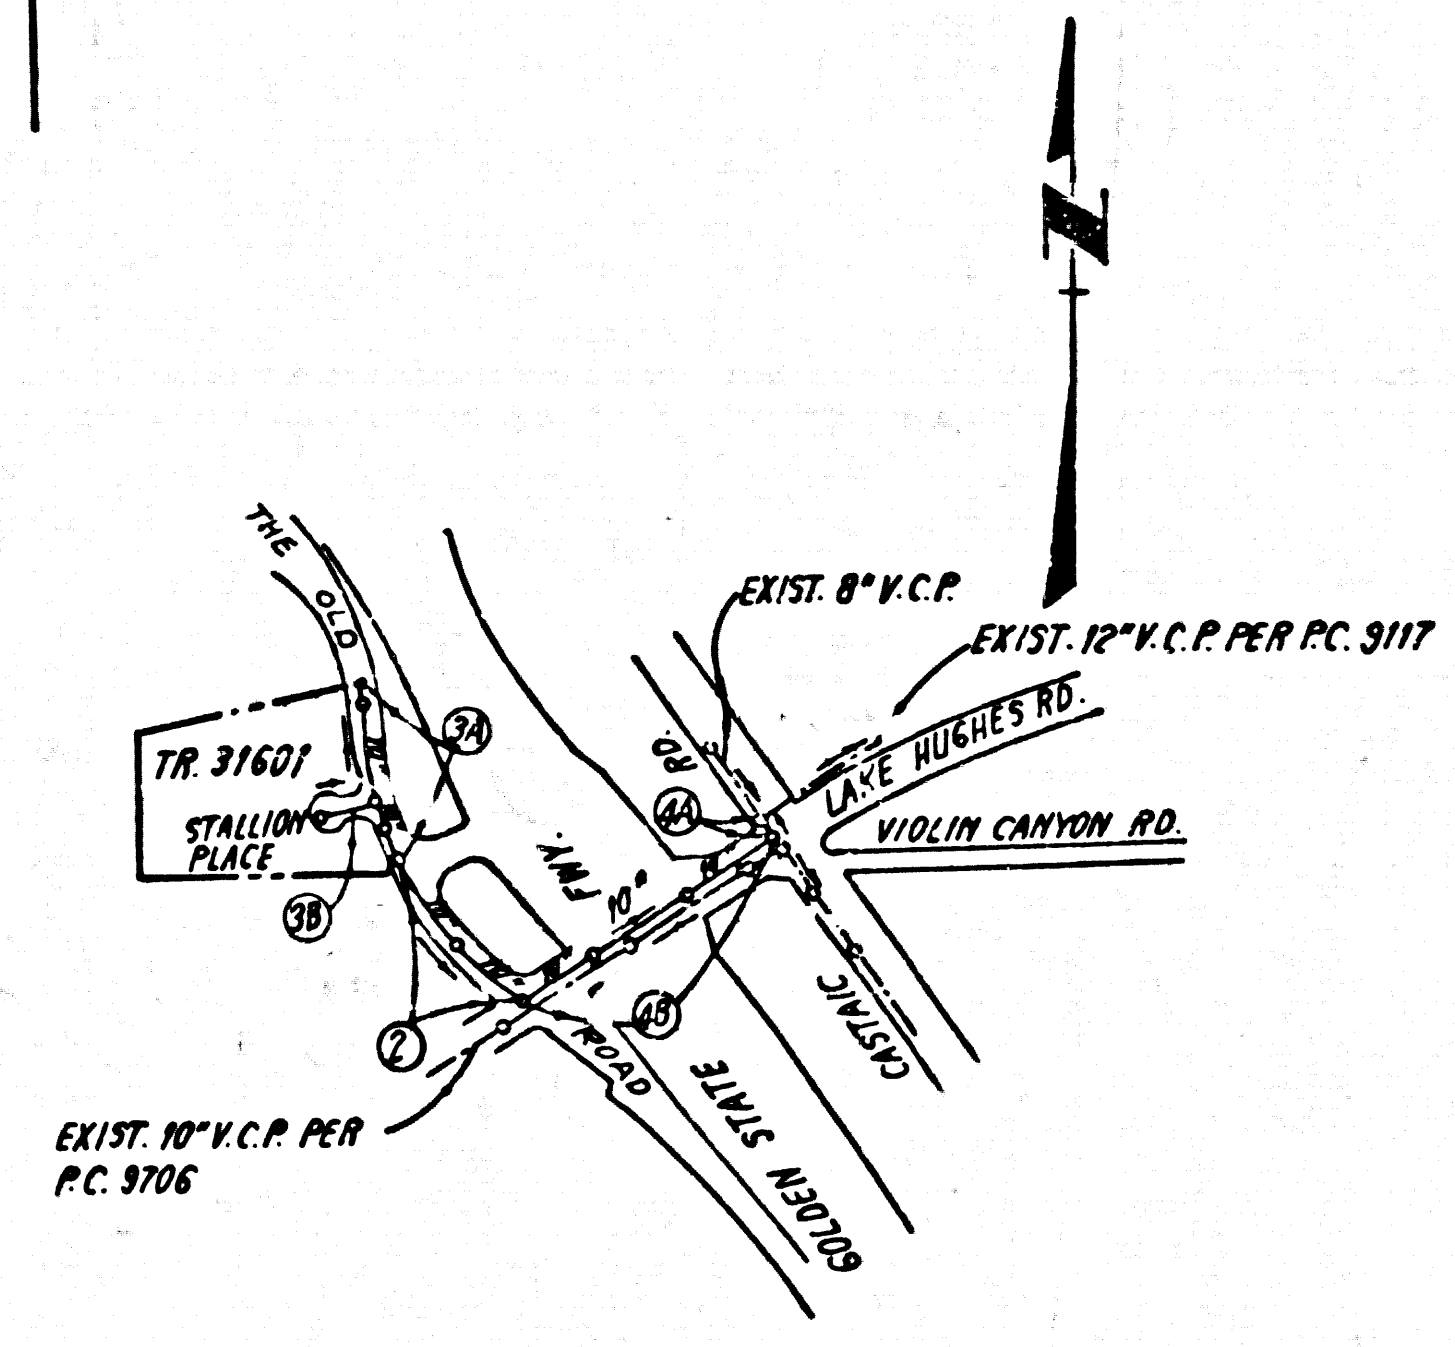 N
THE OLD ROAD
EXIST. 8" V.C.P.
EXIST. 12" V.C.P. PER P.C. 9117
LAKE HUGHES RD.
VIOLIN CANYON RD.
CASTAIC RD.
3A
TR. 31601
STALLION
PLACE
3B
4A
10"
4B
GOLDEN STATE FWY.
2
EXIST. 10" V.C.P. PER
P.C. 9706